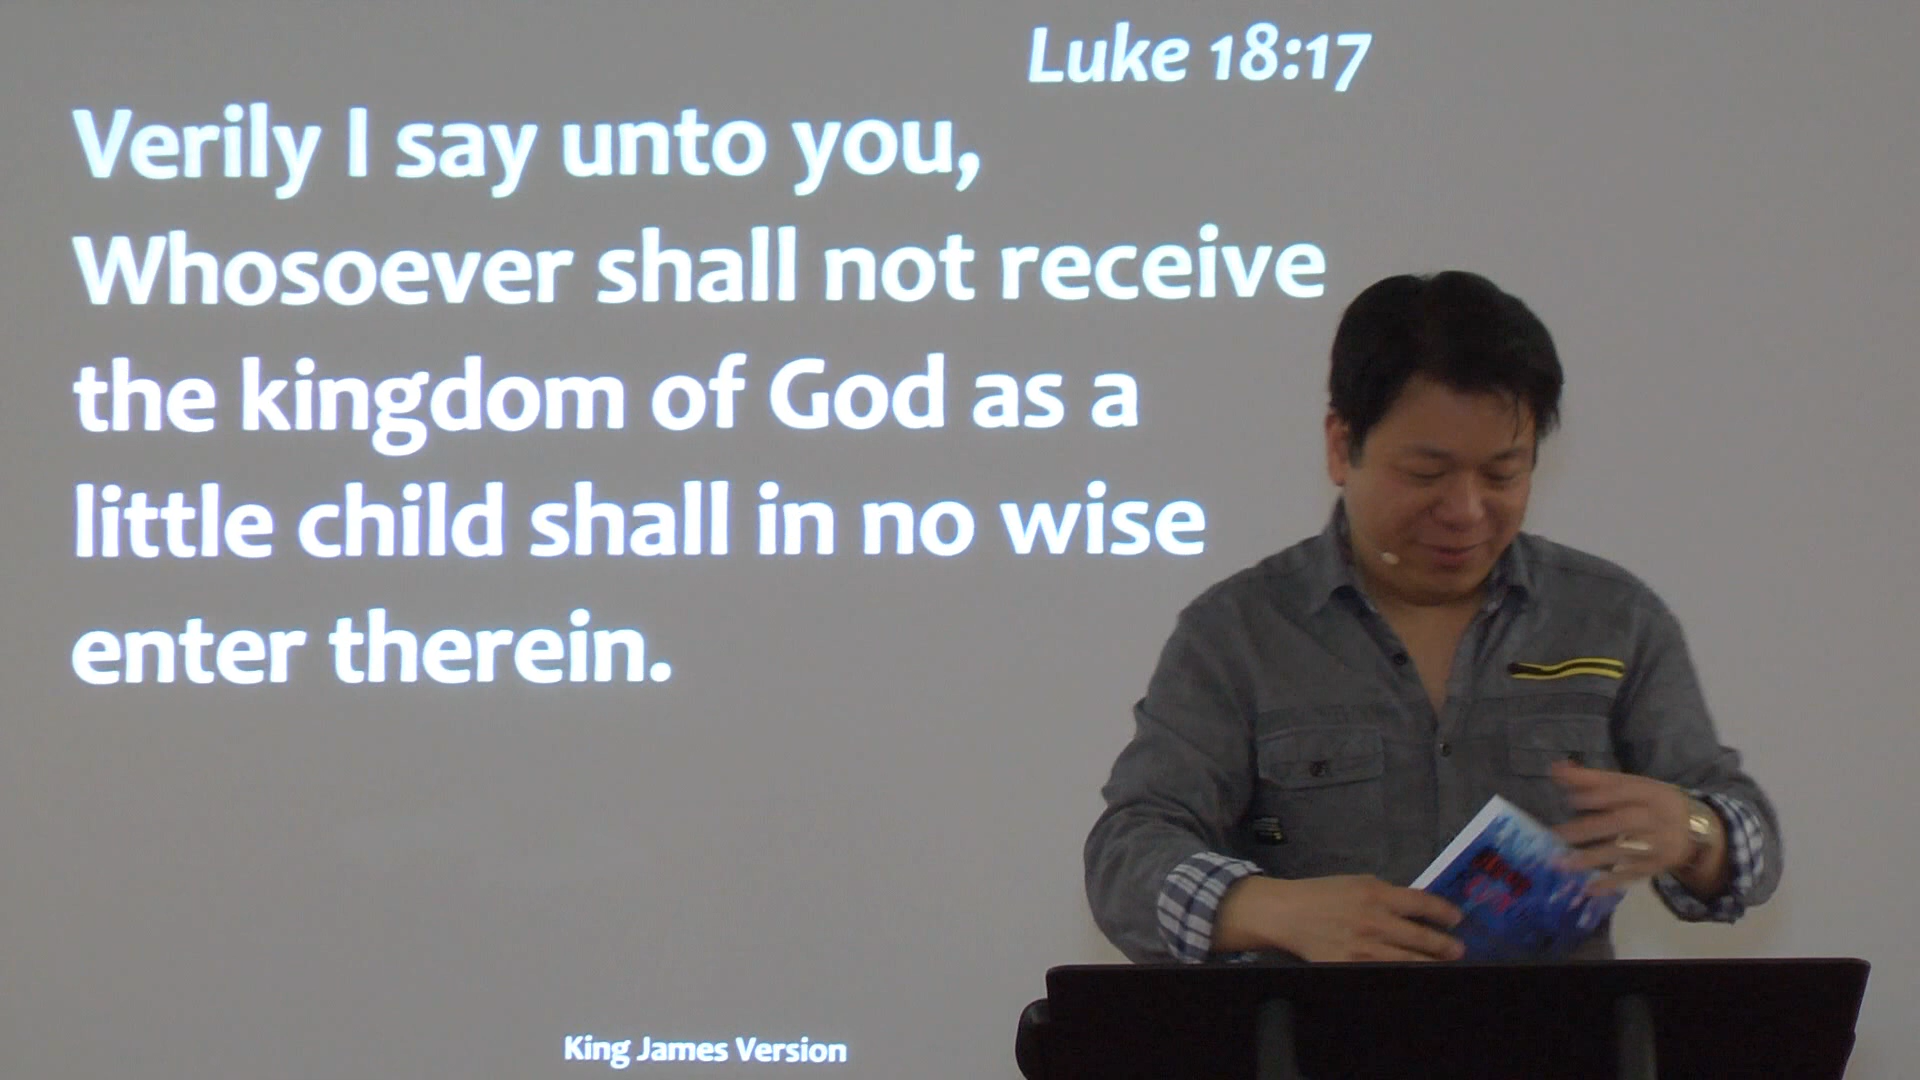 Luke 18:17
Verily I say unto you,
Whosoever shall not receive
the kingdom of God as a
little child shall in no wise
enter therein.
King James Version